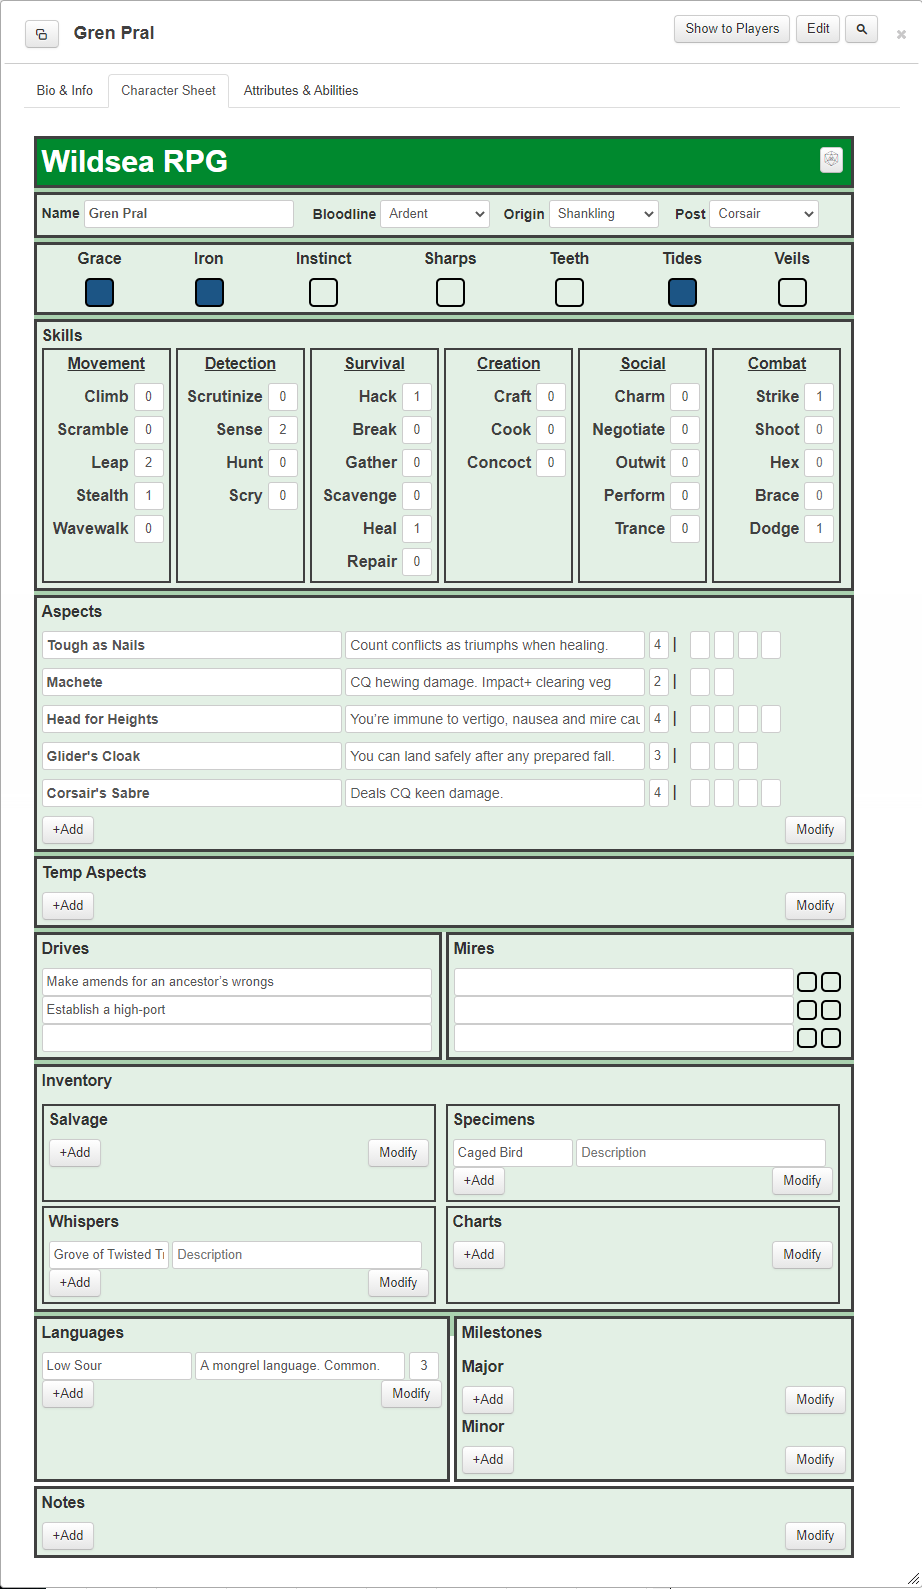 Gren Pral
Show to Players
Edit
Bio & Info
Character Sheet
Attributes & Abilities
Wildsea RPG
Name Gren Pral Bloodline Ardent Origin Shankling Post Corsair
Grace Iron Instinct Sharps Teeth Tides Veils
Skills
Movement Detection Survival Creation Social Combat
Climb 0 Scrutinize 0 Hack 1 Craft 0 Charm 0 Strike 1
Scramble 0 Sense 2 Break 0 Cook 0 Negotiate 0 Shoot 0
Leap 2 Hunt 0 Gather 0 Concoct 0 Outwit 0 Hex 0
Stealth 1 Scry 0 Scavenge 0 Perform 0 Brace 0
Wavewalk 0 Heal 1 Trance 0 Dodge 1
Repair 0
Aspects
Tough as Nails Count conflicts as triumphs when healing. 4 |
Machete CQ hewing damage. Impact+ clearing veg 2 |
Head for Heights You’re immune to vertigo, nausea and mire cau 4 |
Glider's Cloak You can land safely after any prepared fall. 3 |
Corsair's Sabre Deals CQ keen damage. 4 |
+Add Modify
Temp Aspects
+Add Modify
Drives
Make amends for an ancestor’s wrongs
Establish a high-port
Mires
Inventory
Salvage
+Add Modify
Specimens
Caged Bird Description
+Add Modify
Whispers
Grove of Twisted Tr Description
+Add Modify
Charts
+Add Modify
Languages
Low Sour A mongrel language. Common. 3
+Add Modify
Milestones
Major
+Add Modify
Minor
+Add Modify
Notes
+Add Modify